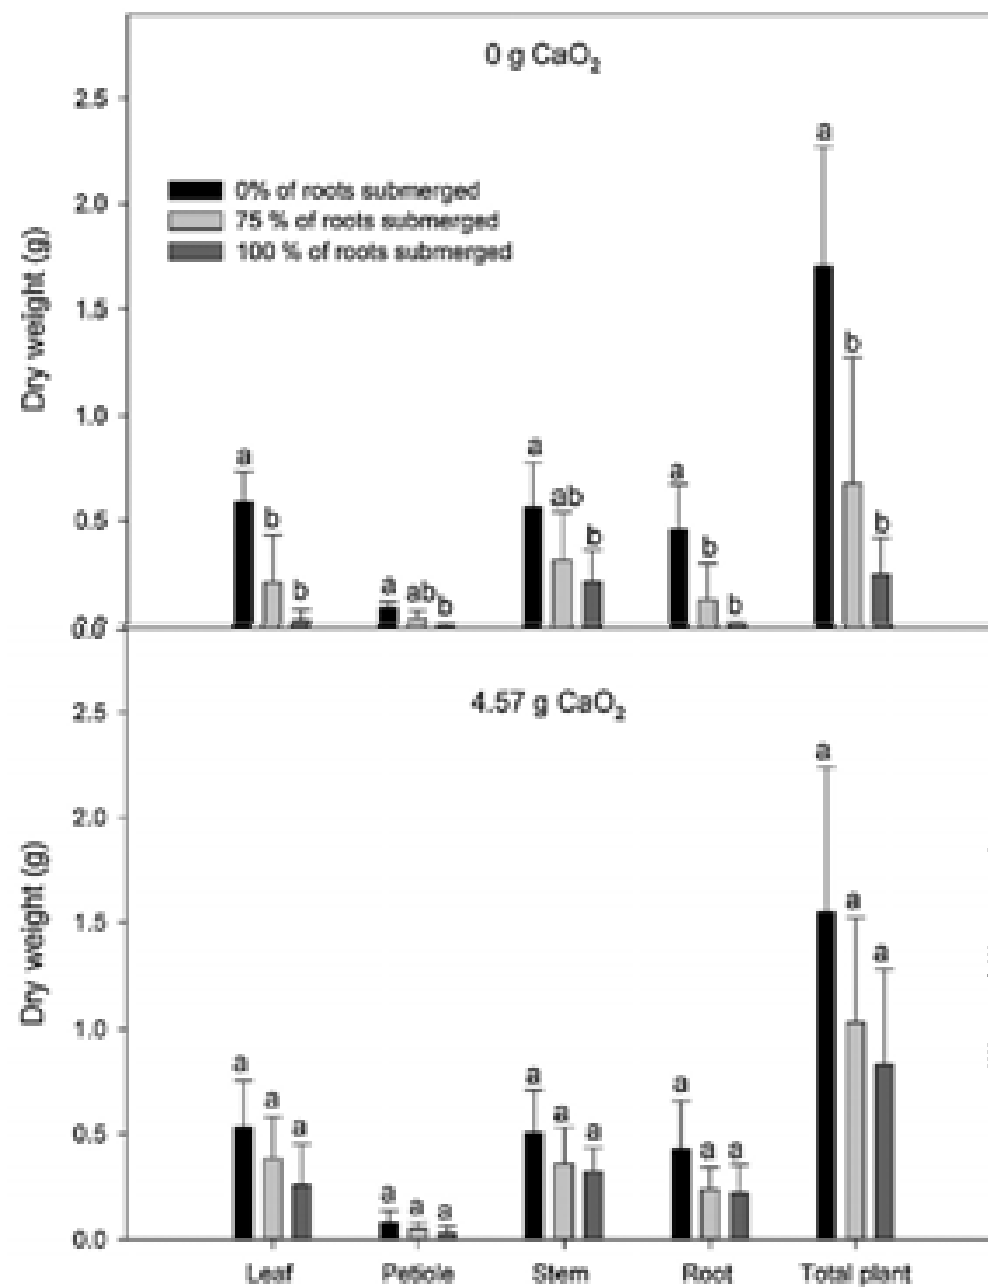 0 g CaO₂
2.5
a
0% of roots submerged
75 % of roots submerged
100 % of roots submerged
2.0
Dry weight (g)
1.5
b
1.0
a
a
a
b
ab
b
b
b
0.5
b
a
ab
b
b
0.0
4.57 g CaO₂
2.5
a
2.0
Dry weight (g)
1.5
a
a
1.0
a
a
a
a
a
a
a
a
a
0.5
a
a
a
0.0
Leaf
Petiole
Stem
Root
Total plant